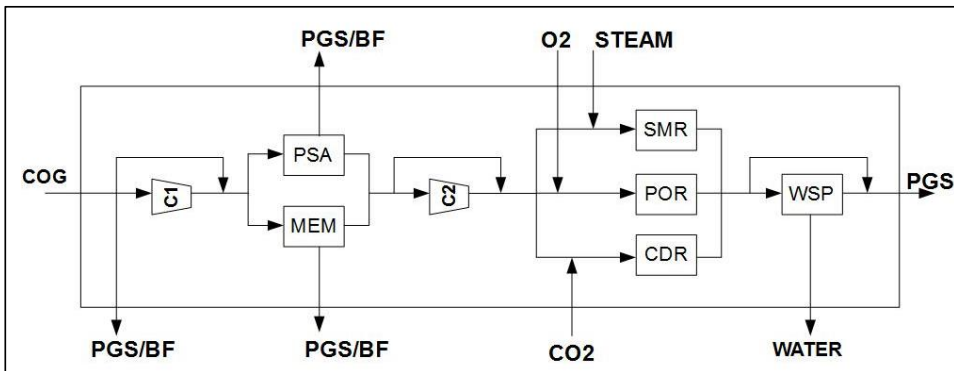 PGS/BF
O2
STEAM
PSA
SMR
COG
C1
C2
POR
WSP
PGS
MEM
CDR
PGS/BF
PGS/BF
CO2
WATER